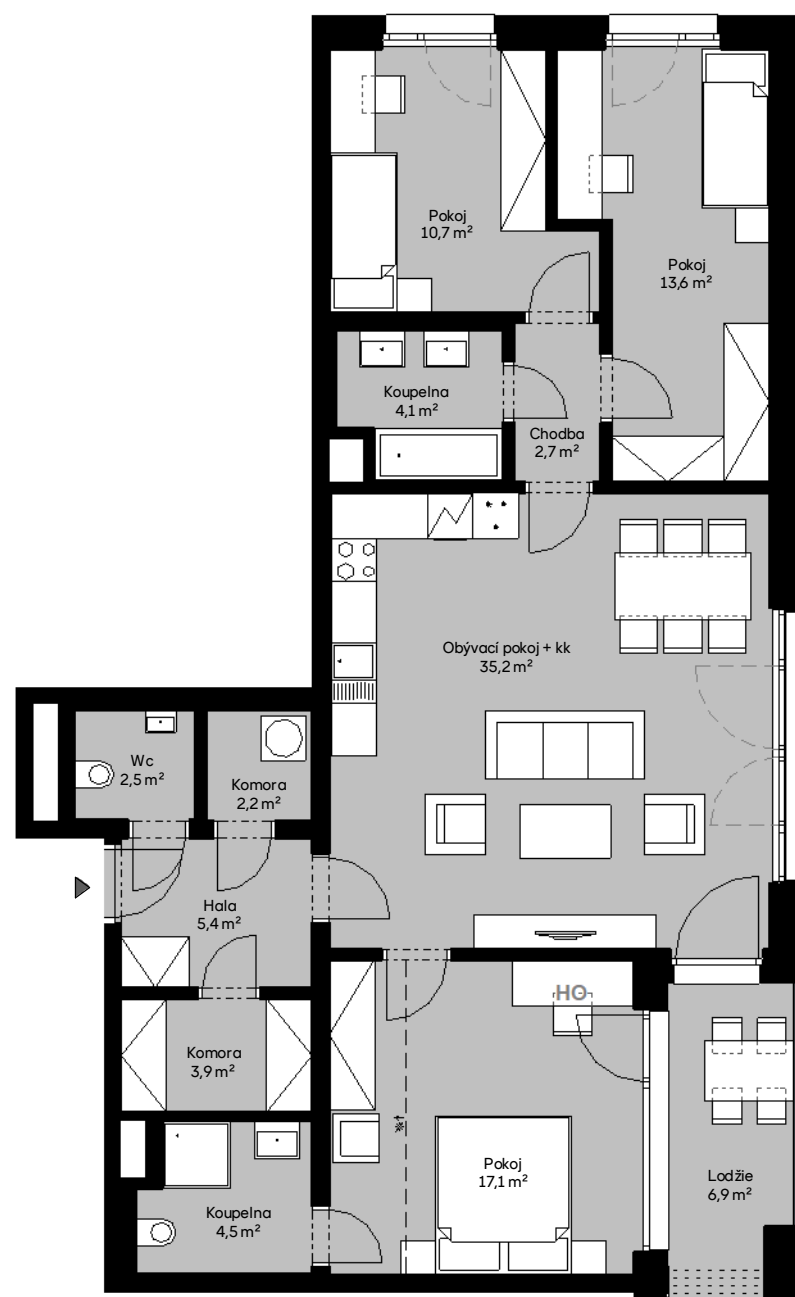 Pokoj
10,7 m²
Pokoj
13,6 m²
Koupelna
4,1 m²
Chodba
2,7 m²
Obývací pokoj + kk
35,2 m²
Wc
2,5 m²
Komora
2,2 m²
Hala
5,4 m²
HO
Komora
3,9 m²
Pokoj
17,1 m²
Lodžie
6,9 m²
Koupelna
4,5 m²